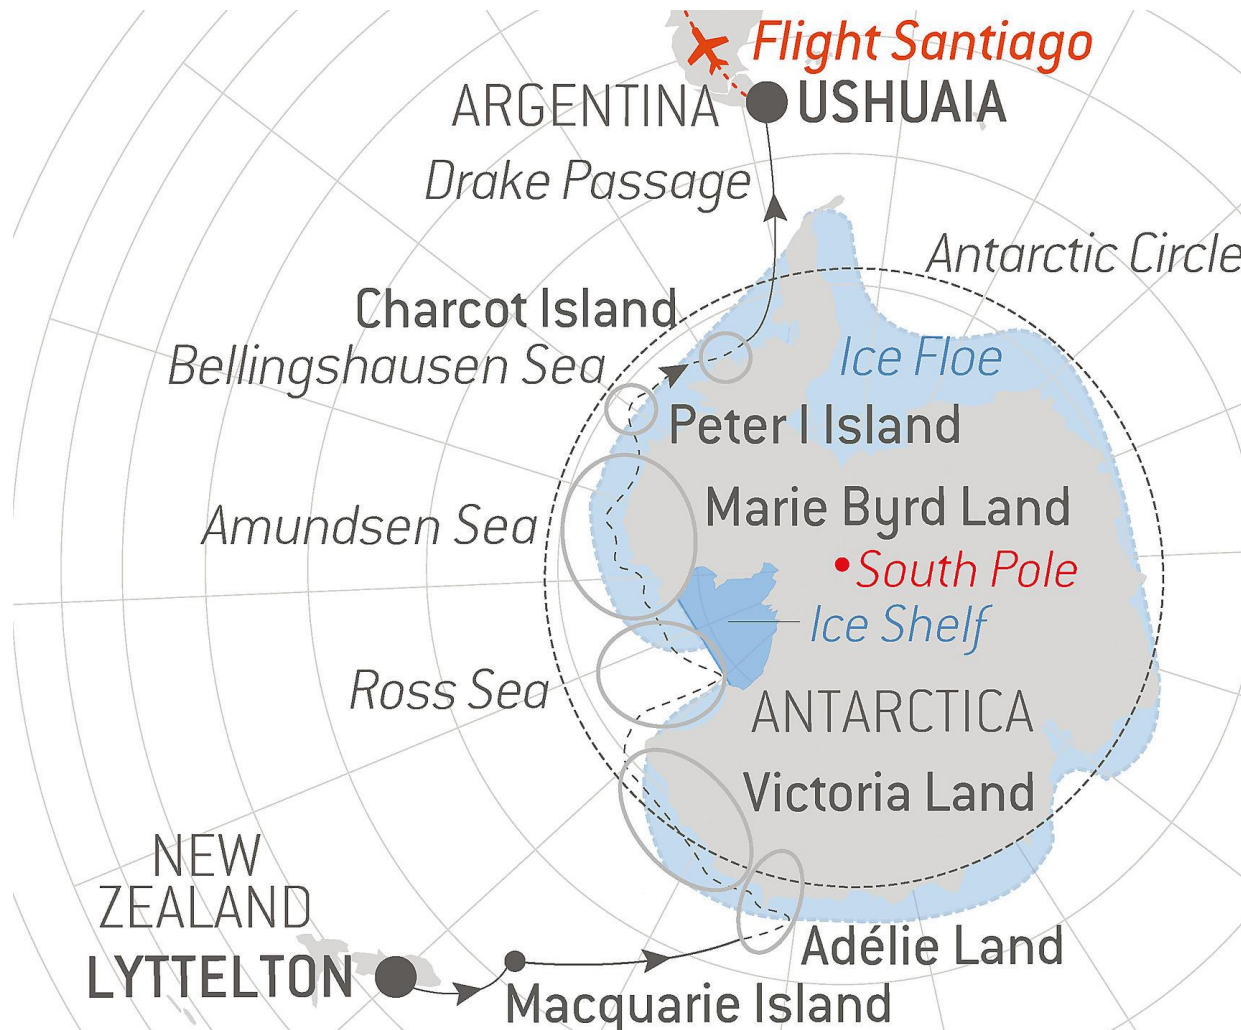 Flight Santiago
ARGENTINA
USHUAIA
Drake Passage
Antarctic Circle
Charcot Island
Bellingshausen Sea
Ice Floe
Peter I Island
Marie Byrd Land
Amundsen Sea
South Pole
Ice Shelf
Ross Sea
ANTARCTICA
Victoria Land
NEW
ZEALAND
LYTTELTON
Adélie Land
Macquarie Island